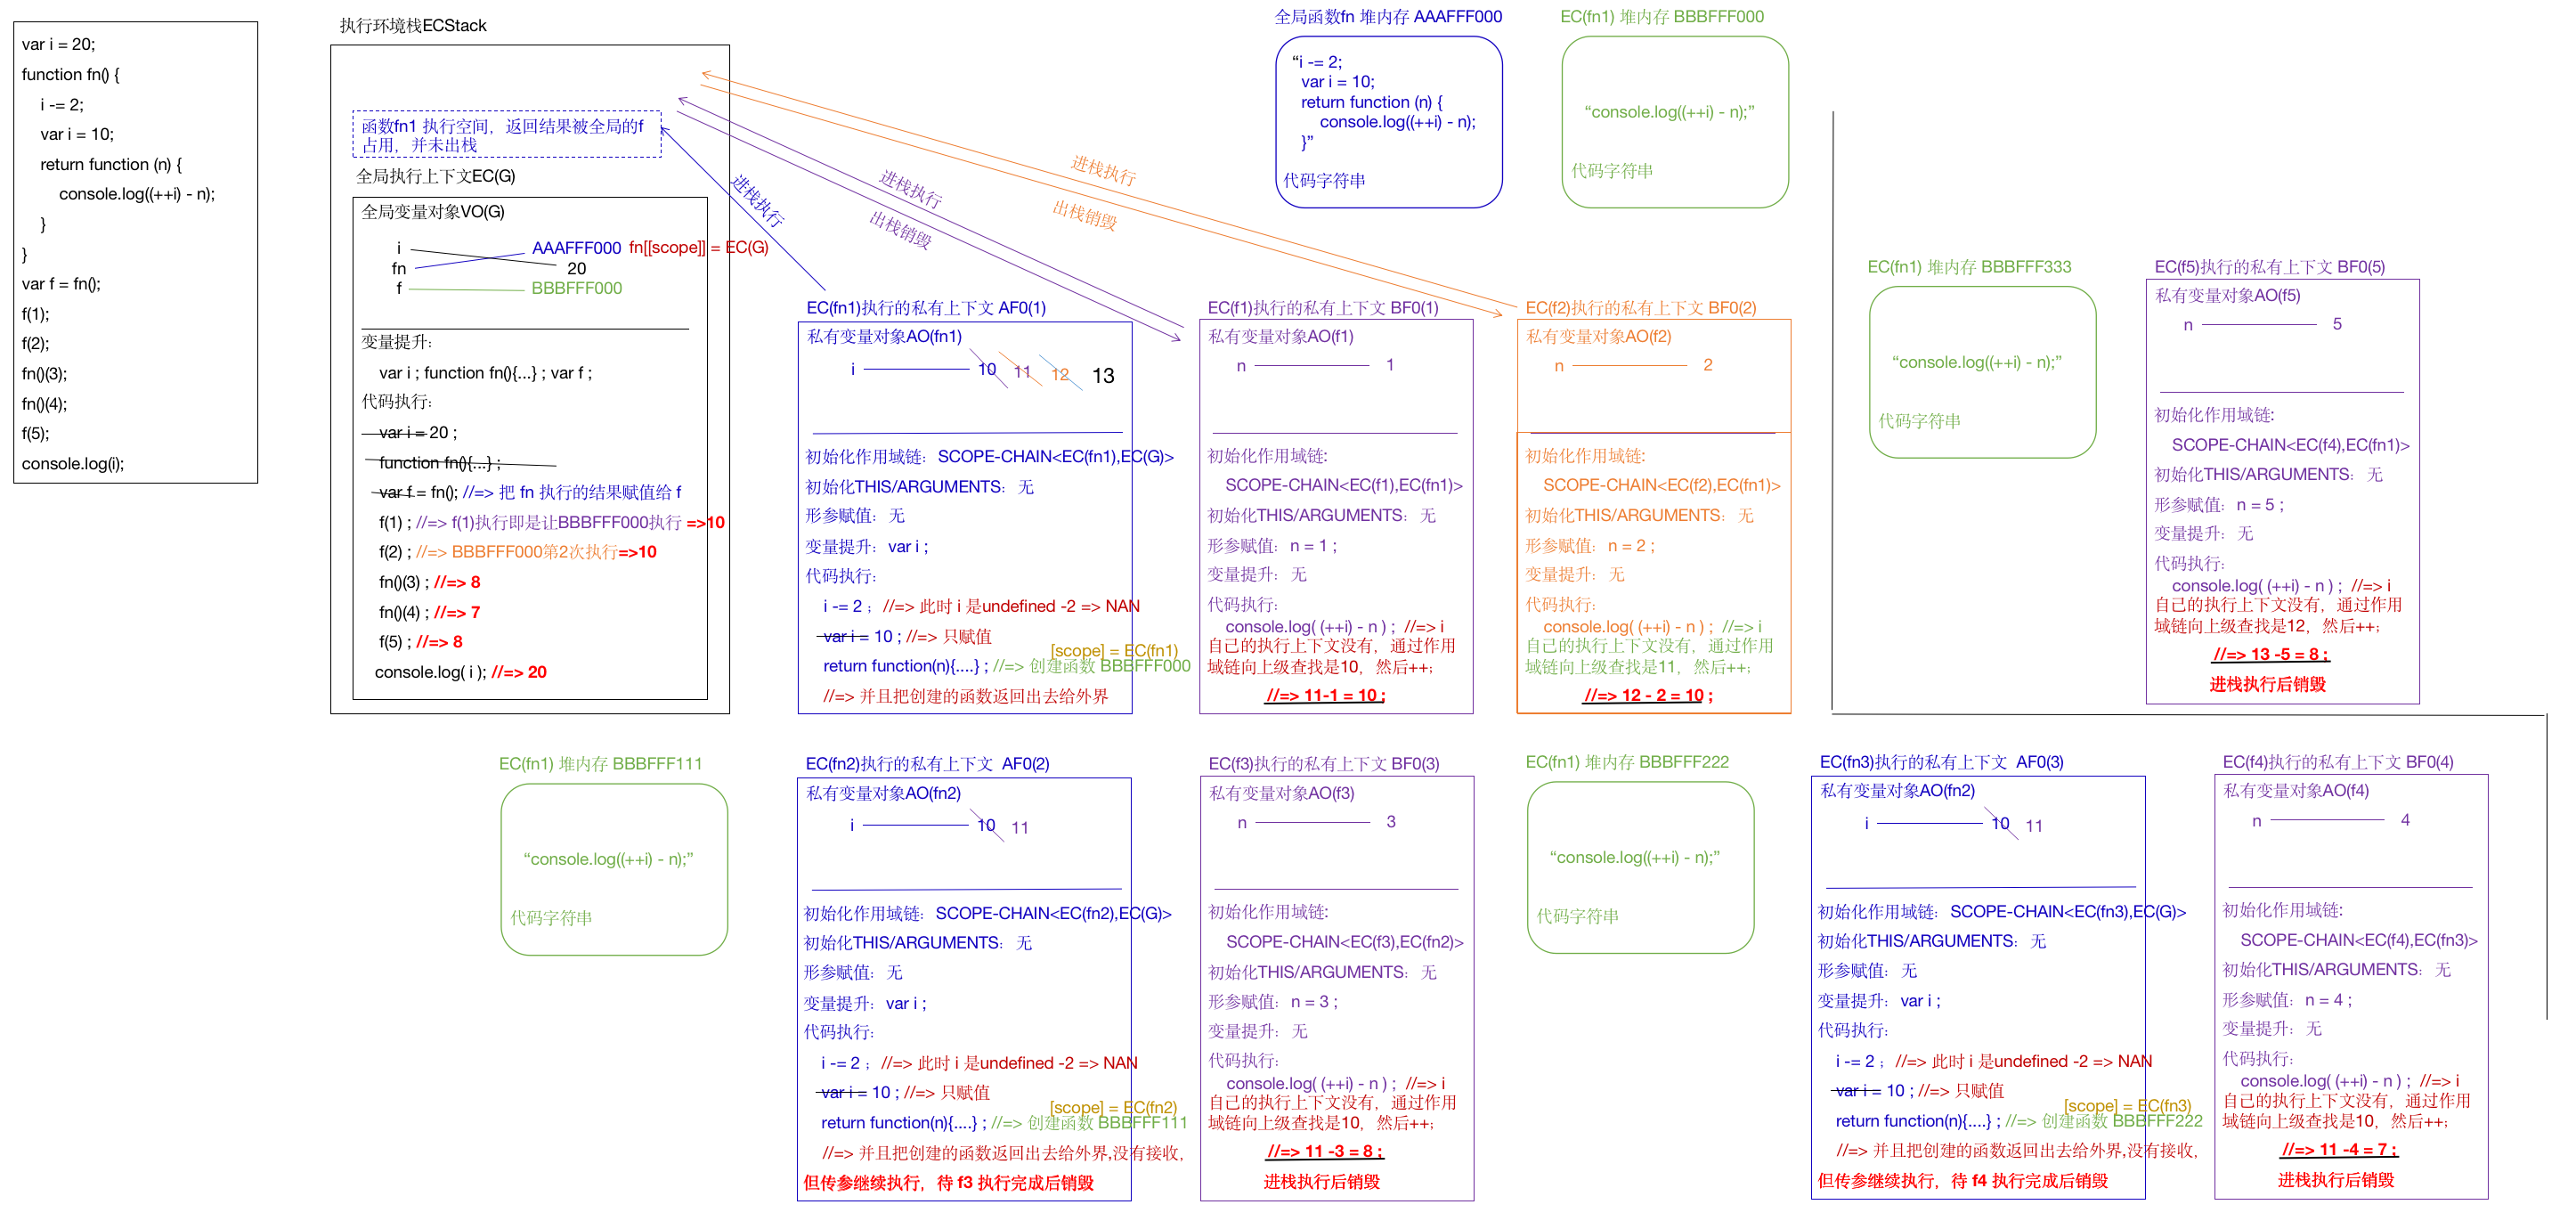 var i = 20;
function fn() {
i -= 2;
var i = 10;
return function (n) {
console.log((++i) - n);
}
}
var f = fn();
f(1);
f(2);
fn()(3);
fn()(4);
f(5);
console.log(i);
执行环境栈ECStack
函数fn1 执行空间，返回结果被全局的f
占用，并未出栈
全局执行上下文EC(G)
全局变量对象VO(G)
i
AAAFFF000 fn[[scope]] = EC(G)
fn
20
f
BBBFFF000
变量提升:
var i ; function fn(){...} ; var f ;
代码执行:
var i = 20 ;
function fn(){...} ;
var f = fn(); //=> 把 fn 执行的结果赋值给 f
f(1) ; //=> f(1)执行即是让BBBFFF000执行 =>10
f(2) ; //=> BBBFFF000第2次执行=>10
fn()(3) ; //=> 8
fn()(4) ; //=> 7
f(5) ; //=> 8
console.log( i ); //=> 20
进栈执行
进栈执行
出栈销毁
进栈执行
出栈销毁
全局函数fn 堆内存 AAAFFF000
“i -= 2;
var i = 10;
return function (n) {
console.log((++i) - n);
}”
代码字符串
EC(fn1) 堆内存 BBBFFF000
“console.log((++i) - n);”
代码字符串
EC(fn1)执行的私有上下文 AF0(1)
私有变量对象AO(fn1)
i 10 11 12 13
初始化作用域链：SCOPE-CHAIN<EC(fn1),EC(G)>
初始化THIS/ARGUMENTS：无
形参赋值：无
变量提升：var i ;
代码执行:
i -= 2 ；//=> 此时 i 是undefined -2 => NAN
var i = 10 ; //=> 只赋值
[scope] = EC(fn1)
return function(n){....} ; //=> 创建函数 BBBFFF000
//=> 并且把创建的函数返回出去给外界
EC(f1)执行的私有上下文 BF0(1)
私有变量对象AO(f1)
n 1
初始化作用域链:
SCOPE-CHAIN<EC(f1),EC(fn1)>
初始化THIS/ARGUMENTS：无
形参赋值：n = 1 ;
变量提升：无
代码执行:
console.log( (++i) - n ) ; //=> i
自己的执行上下文没有，通过作用
域链向上级查找是10，然后++;
//=> 11-1 = 10 ;
EC(f2)执行的私有上下文 BF0(2)
私有变量对象AO(f2)
n 2
初始化作用域链:
SCOPE-CHAIN<EC(f2),EC(fn1)>
初始化THIS/ARGUMENTS：无
形参赋值：n = 2 ;
变量提升：无
代码执行:
console.log( (++i) - n ) ; //=> i
自己的执行上下文没有，通过作用
域链向上级查找是11，然后++;
//=> 12 - 2 = 10 ;
EC(fn1) 堆内存 BBBFFF333
“console.log((++i) - n);”
代码字符串
EC(f5)执行的私有上下文 BF0(5)
私有变量对象AO(f5)
n 5
初始化作用域链:
SCOPE-CHAIN<EC(f4),EC(fn1)>
初始化THIS/ARGUMENTS：无
形参赋值：n = 5 ;
变量提升：无
代码执行:
console.log( (++i) - n ) ; //=> i
自己的执行上下文没有，通过作用
域链向上级查找是12，然后++;
//=> 13 -5 = 8 ;
进栈执行后销毁
EC(fn1) 堆内存 BBBFFF111
“console.log((++i) - n);”
代码字符串
EC(fn2)执行的私有上下文 AF0(2)
私有变量对象AO(fn2)
i 10 11
初始化作用域链：SCOPE-CHAIN<EC(fn2),EC(G)>
初始化THIS/ARGUMENTS：无
形参赋值：无
变量提升：var i ;
代码执行:
i -= 2 ；//=> 此时 i 是undefined -2 => NAN
var i = 10 ; //=> 只赋值
[scope] = EC(fn2)
return function(n){....} ; //=> 创建函数 BBBFFF111
//=> 并且把创建的函数返回出去给外界,没有接收,
但传参继续执行，待 f3 执行完成后销毁
EC(f3)执行的私有上下文 BF0(3)
私有变量对象AO(f3)
n 3
初始化作用域链:
SCOPE-CHAIN<EC(f3),EC(fn2)>
初始化THIS/ARGUMENTS：无
形参赋值：n = 3 ;
变量提升：无
代码执行:
console.log( (++i) - n ) ; //=> i
自己的执行上下文没有，通过作用
域链向上级查找是10，然后++;
//=> 11 -3 = 8 ;
进栈执行后销毁
EC(fn1) 堆内存 BBBFFF222
“console.log((++i) - n);”
代码字符串
EC(fn3)执行的私有上下文 AF0(3)
私有变量对象AO(fn2)
i 10 11
初始化作用域链：SCOPE-CHAIN<EC(fn3),EC(G)>
初始化THIS/ARGUMENTS：无
形参赋值：无
变量提升：var i ;
代码执行:
i -= 2 ；//=> 此时 i 是undefined -2 => NAN
var i = 10 ; //=> 只赋值
[scope] = EC(fn3)
return function(n){....} ; //=> 创建函数 BBBFFF222
//=> 并且把创建的函数返回出去给外界,没有接收,
但传参继续执行，待 f4 执行完成后销毁
EC(f4)执行的私有上下文 BF0(4)
私有变量对象AO(f4)
n 4
初始化作用域链:
SCOPE-CHAIN<EC(f4),EC(fn3)>
初始化THIS/ARGUMENTS：无
形参赋值：n = 4 ;
变量提升：无
代码执行:
console.log( (++i) - n ) ; //=> i
自己的执行上下文没有，通过作用
域链向上级查找是10，然后++;
//=> 11 -4 = 7 ;
进栈执行后销毁